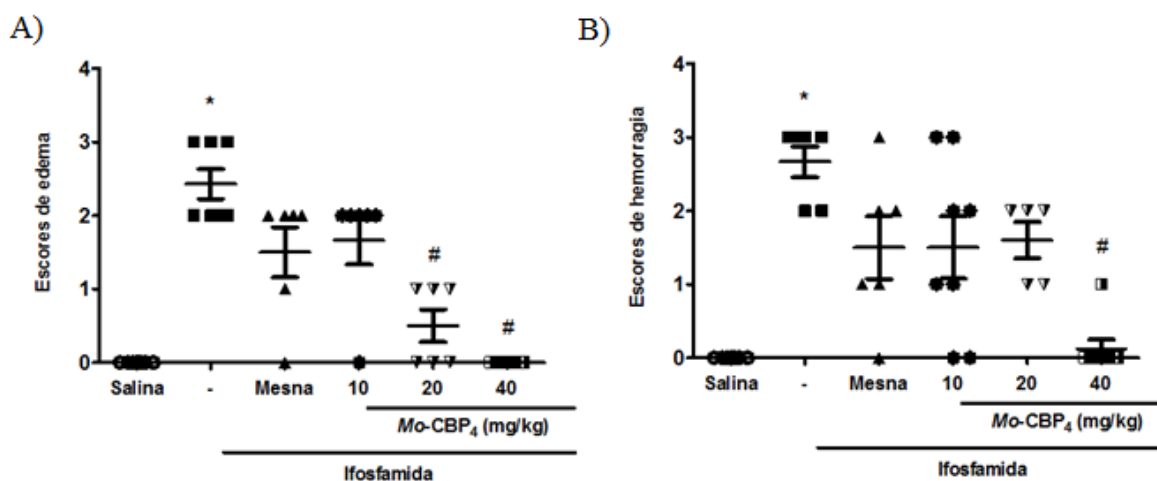 A)
Escores de edema
4
3
2
1
0
*
#
#
Salina - Mesna 10 20 40
Mo-CBP₄ (mg/kg)
Ifosfamida
B)
Escores de hemorragia
4
3
2
1
0
*
#
Salina - Mesna 10 20 40
Mo-CBP₄ (mg/kg)
Ifosfamida